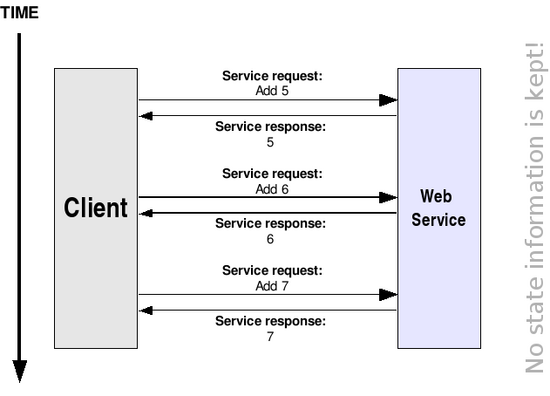 TIME
Service request:
Add 5
Service response:
5
Service request:
Add 6
Client
Web
Service
Service response:
6
Service request:
Add 7
Service response:
7
No state information is kept!